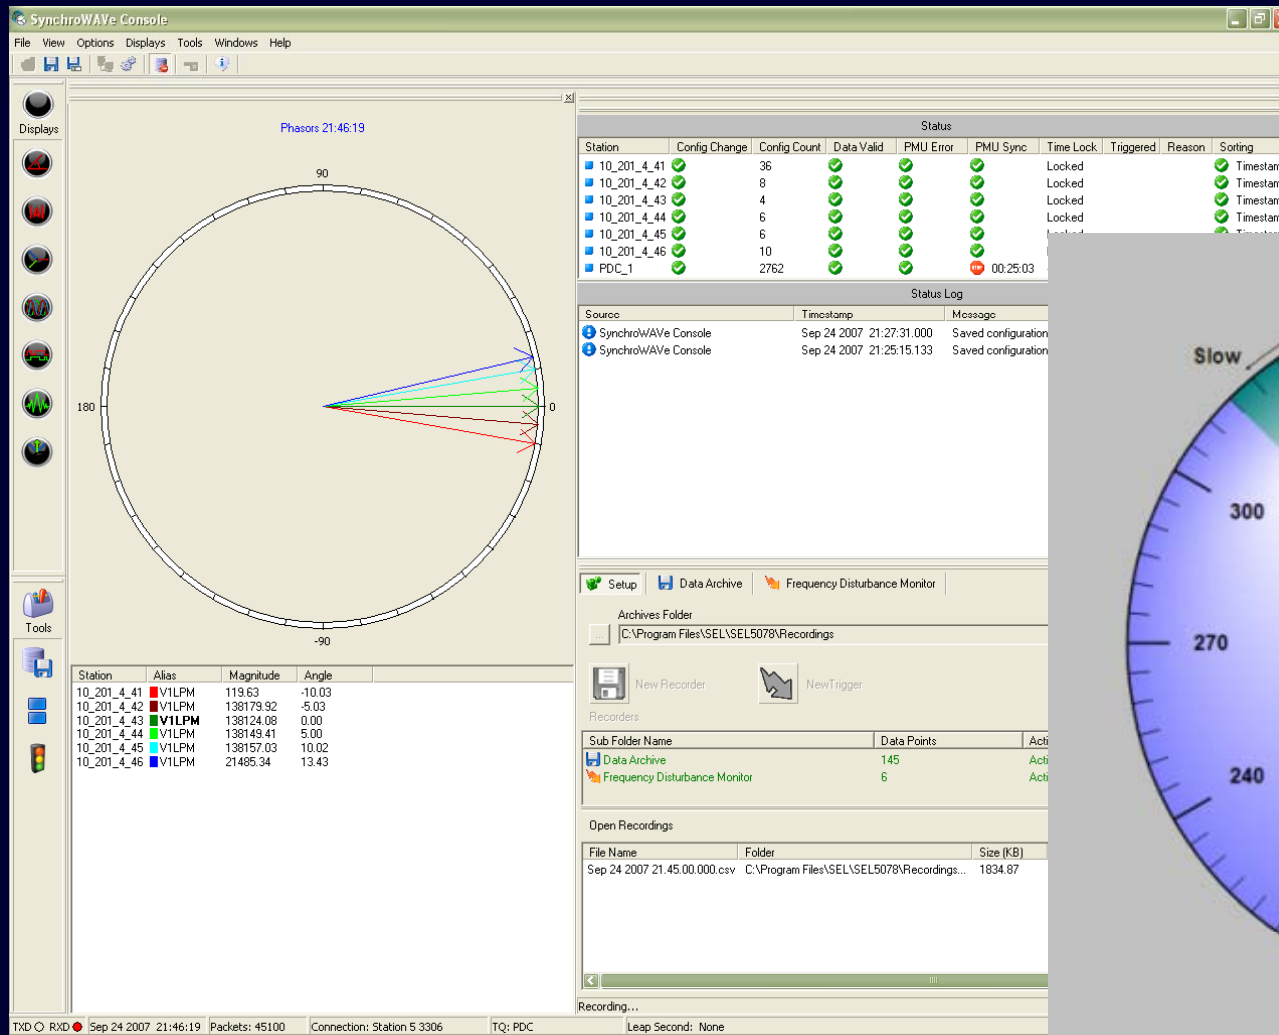 SynchroWAVe Console
File View Options Displays Tools Windows Help
Displays
Phasors 21:46:19
90
180
0
-90
Tools
Station Alias Magnitude Angle
10_201_4_41 V1LPM 119.63 -10.03
10_201_4_42 V1LPM 138179.92 -5.03
10_201_4_43 V1LPM 138124.08 0.00
10_201_4_44 V1LPM 138149.41 5.00
10_201_4_45 V1LPM 138157.03 10.02
10_201_4_46 V1LPM 21485.34 13.43
Status
Station Config Change Config Count Data Valid PMU Error PMU Sync Time Lock Triggered Reason Sorting
10_201_4_41 36 Locked Timestam
10_201_4_42 8 Locked Timestam
10_201_4_43 4 Locked Timestam
10_201_4_44 6 Locked Timestam
10_201_4_45 6
10_201_4_46 10
PDC_1 2762 00:25:03
Status Log
Source Timestamp Message
SynchroWAVe Console Sep 24 2007 21:27:31.000 Saved configuration
SynchroWAVe Console Sep 24 2007 21:25:15.133 Saved configuration
Setup Data Archive Frequency Disturbance Monitor
Archives Folder
... C:\Program Files\SEL\SEL5078\Recordings
New Recorder NewTrigger
Recorders
Sub Folder Name Data Points Acti
Data Archive 145 Acti
Frequency Disturbance Monitor 6 Acti
Open Recordings
File Name Folder Size (KB)
Sep 24 2007 21.45.00.000.csv C:\Program Files\SEL\SEL5078\Recordings... 1834.87
Recording...
Slow
300
270
240
TXD RXD Sep 24 2007 21:46:19 Packets: 45100 Connection: Station 5 3306 TQ: PDC Leap Second: None